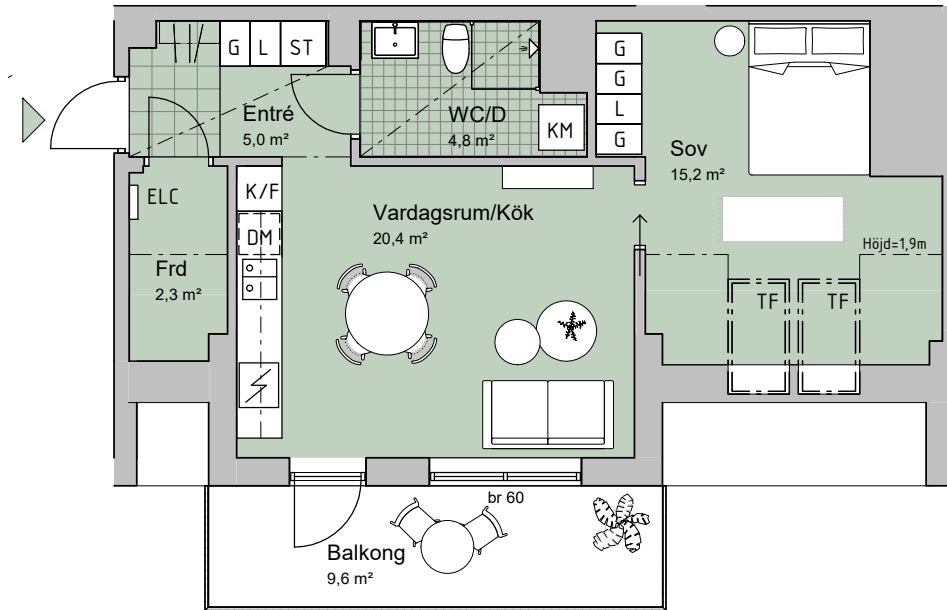 G L ST
Entré
5,0 m²
WC/D
4,8 m²
KM
G
G
L
G
Sov
15,2 m²
ELC
K/F
DM
Vardagsrum/Kök
20,4 m²
Höjd=1,9m
Frd
2,3 m²
TF
TF
br 60
Balkong
9,6 m²